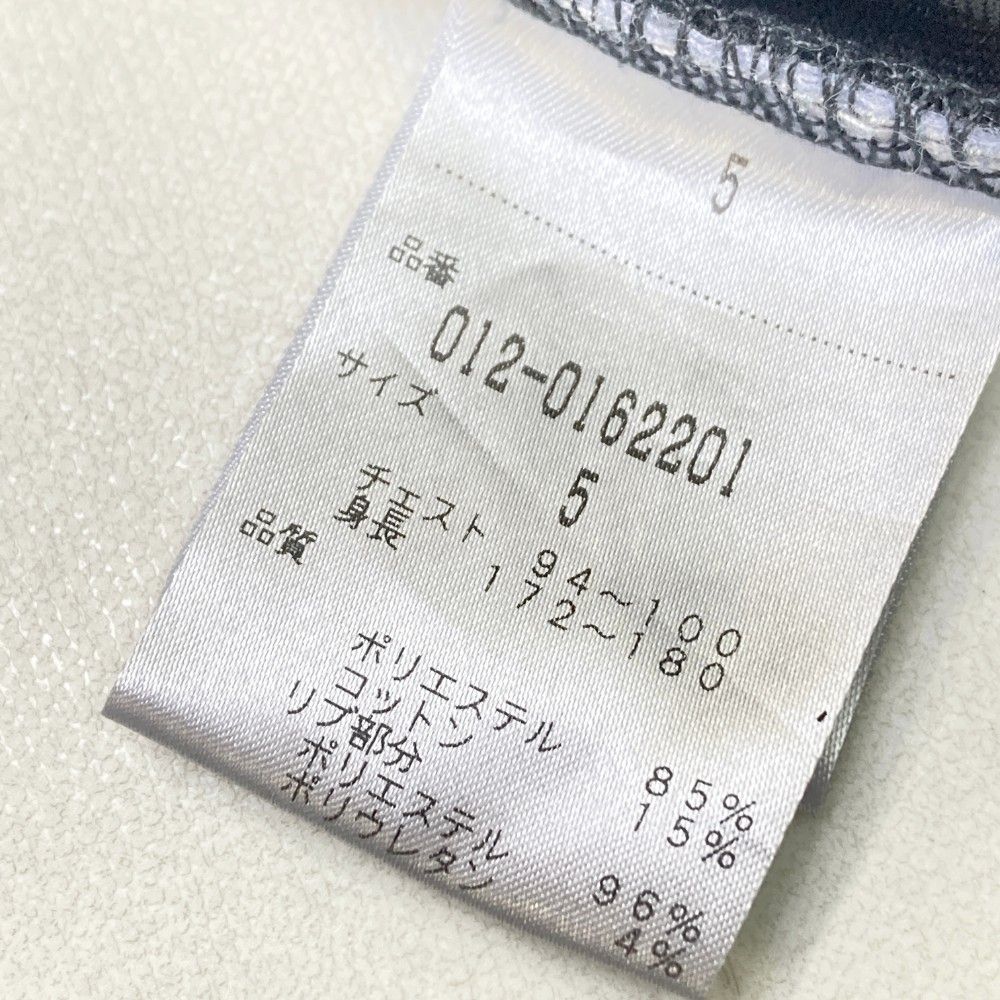 5
品番
012-0162201
サイズ 5
チェスト 94～100
身長 172～180
品質
ポリエステル 85%
コットン 15%
リブ部分
ポリエステル 96%
ポリウレタン 4%